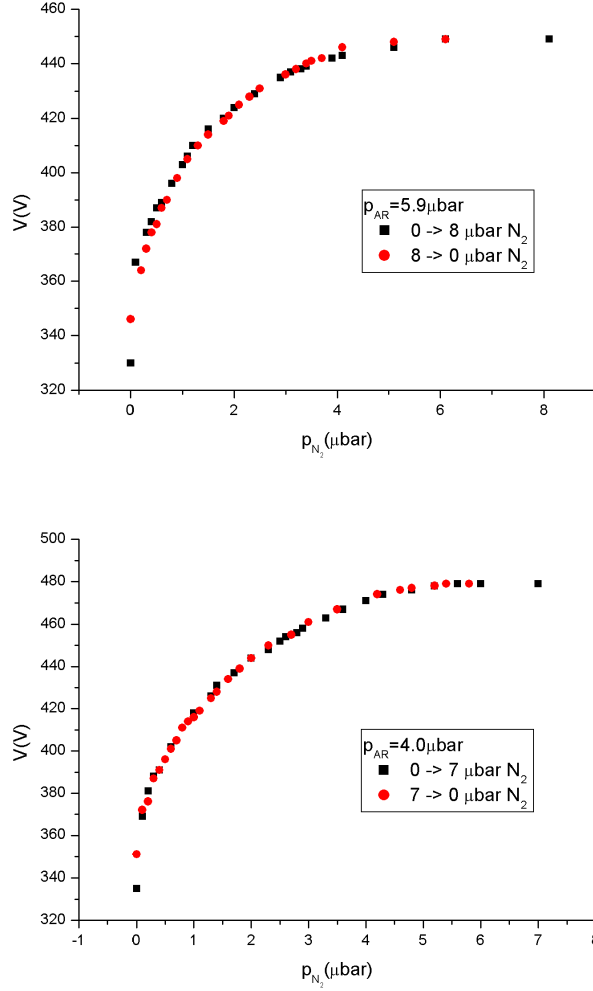 460
440
420
400
380
360
340
320
V(V)
p_AR=5.9μbar
0 -> 8 μbar N₂
8 -> 0 μbar N₂
0 2 4 6 8
p_N₂(μbar)
500
480
460
440
420
400
380
360
340
320
V(V)
p_AR=4.0μbar
0 -> 7 μbar N₂
7 -> 0 μbar N₂
-1 0 1 2 3 4 5 6 7 8
p_N₂(μbar)